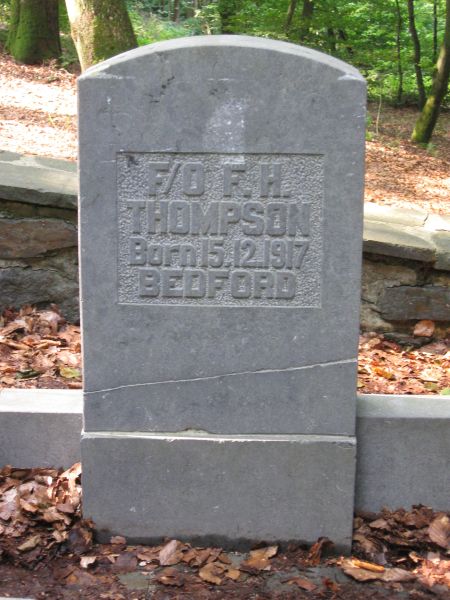 F/O F.H.
THOMPSON
Born 15.12.1917
BEDFORD